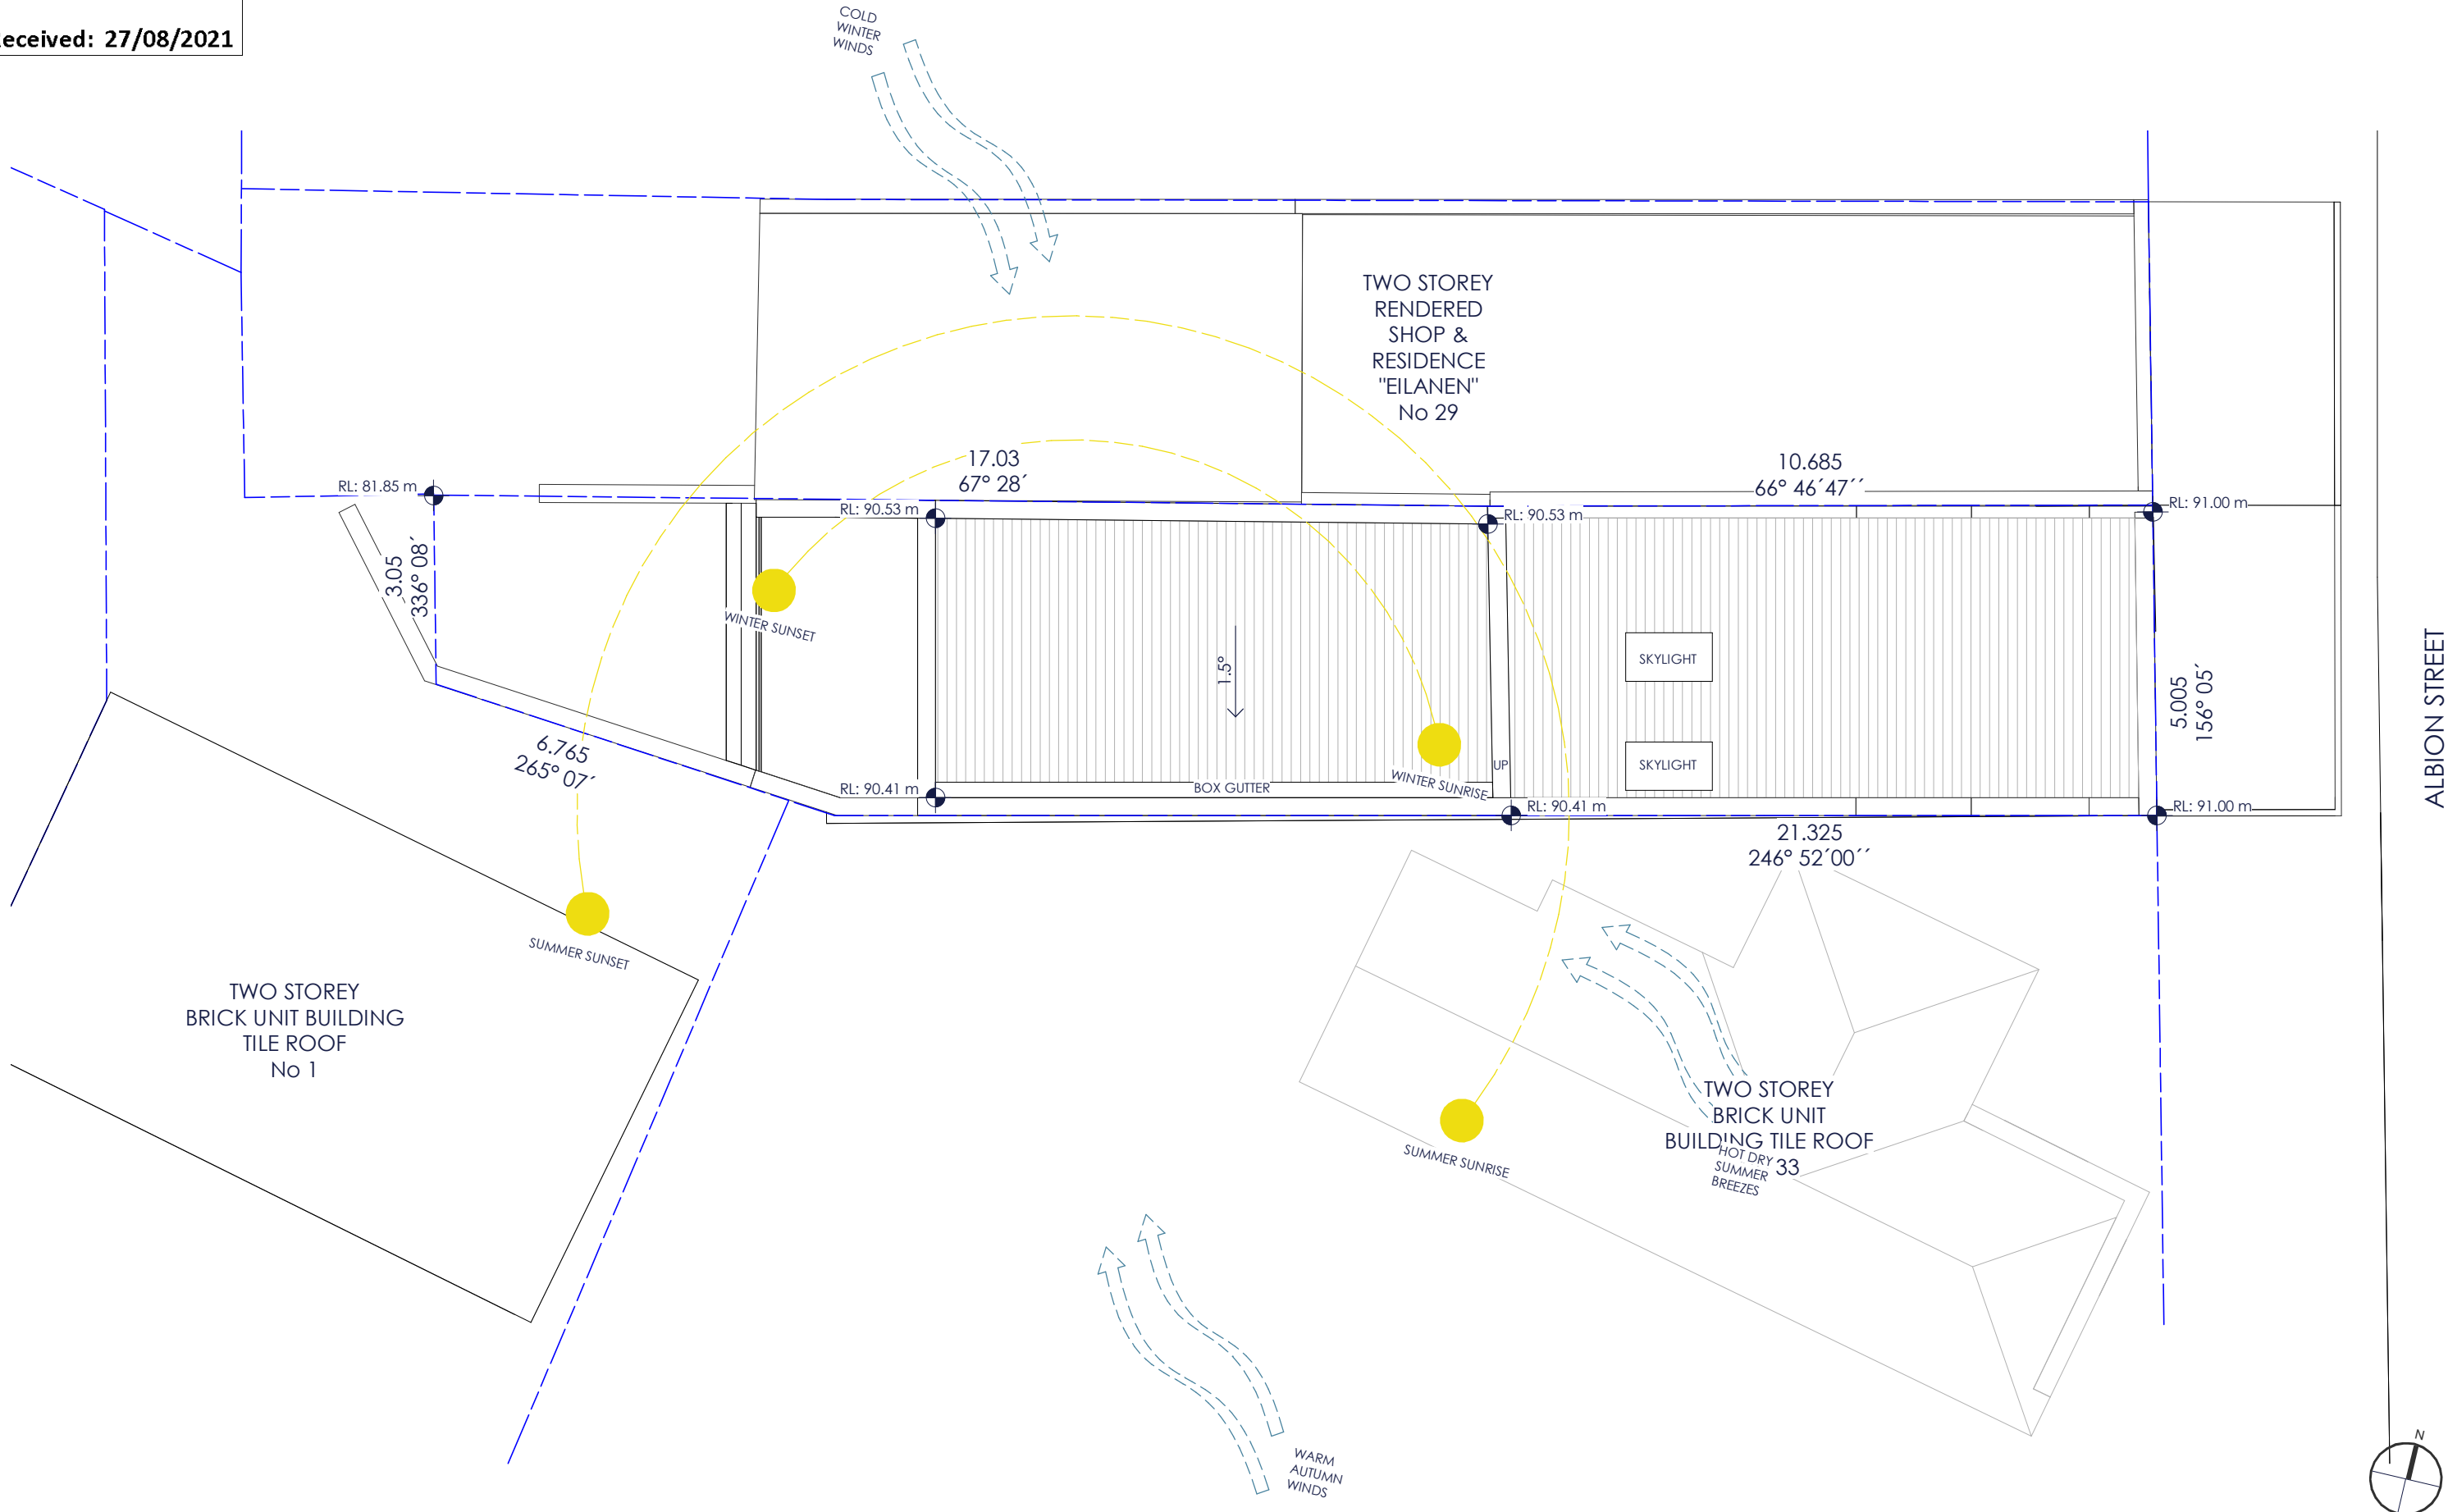 Received: 27/08/2021
COLD
WINTER
WINDS
TWO STOREY
RENDERED
SHOP &
RESIDENCE
"EILANEN"
No 29
17.03
67° 28´
10.685
66° 46´47´´
RL: 81.85 m
RL: 90.53 m
RL: 90.53 m
RL: 91.00 m
3.05
336° 08´
WINTER SUNSET
1.5°
SKYLIGHT
SKYLIGHT
5.005
156° 05´
ALBION STREET
6.765
265° 07´
UP
WINTER SUNRISE
BOX GUTTER
RL: 90.41 m
RL: 90.41 m
RL: 91.00 m
21.325
246° 52´00´´
SUMMER SUNSET
TWO STOREY
BRICK UNIT BUILDING
TILE ROOF
No 1
SUMMER SUNRISE
TWO STOREY
BRICK UNIT
BUILDING TILE ROOF
33
HOT DRY
SUMMER
BREEZES
WARM
AUTUMN
WINDS
N